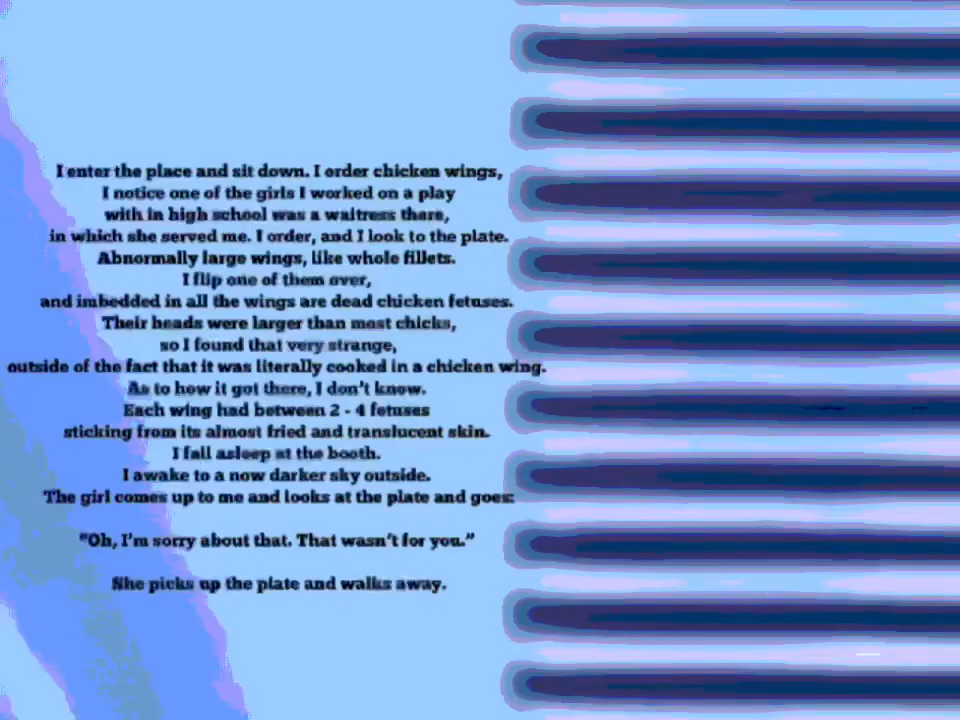 I enter the place and sit down. I order chicken wings,
I notice one of the girls I worked on a play
with in high school was a waitress there,
in which she served me. I order, and I look to the plate.
Abnormally large wings, like whole fillets.
I flip one of them over,
and imbedded in all the wings are dead chicken fetuses.
Their heads were larger than most chicks,
so I found that very strange,
outside of the fact that it was literally cooked in a chicken wing.
As to how it got there, I don't know.
Each wing had between 2 - 4 fetuses
sticking from its almost fried and translucent skin.
I fall asleep at the booth.
I awake to a now darker sky outside.
The girl comes up to me and looks at the plate and goes:
"Oh, I'm sorry about that. That wasn't for you."
She picks up the plate and walks away.